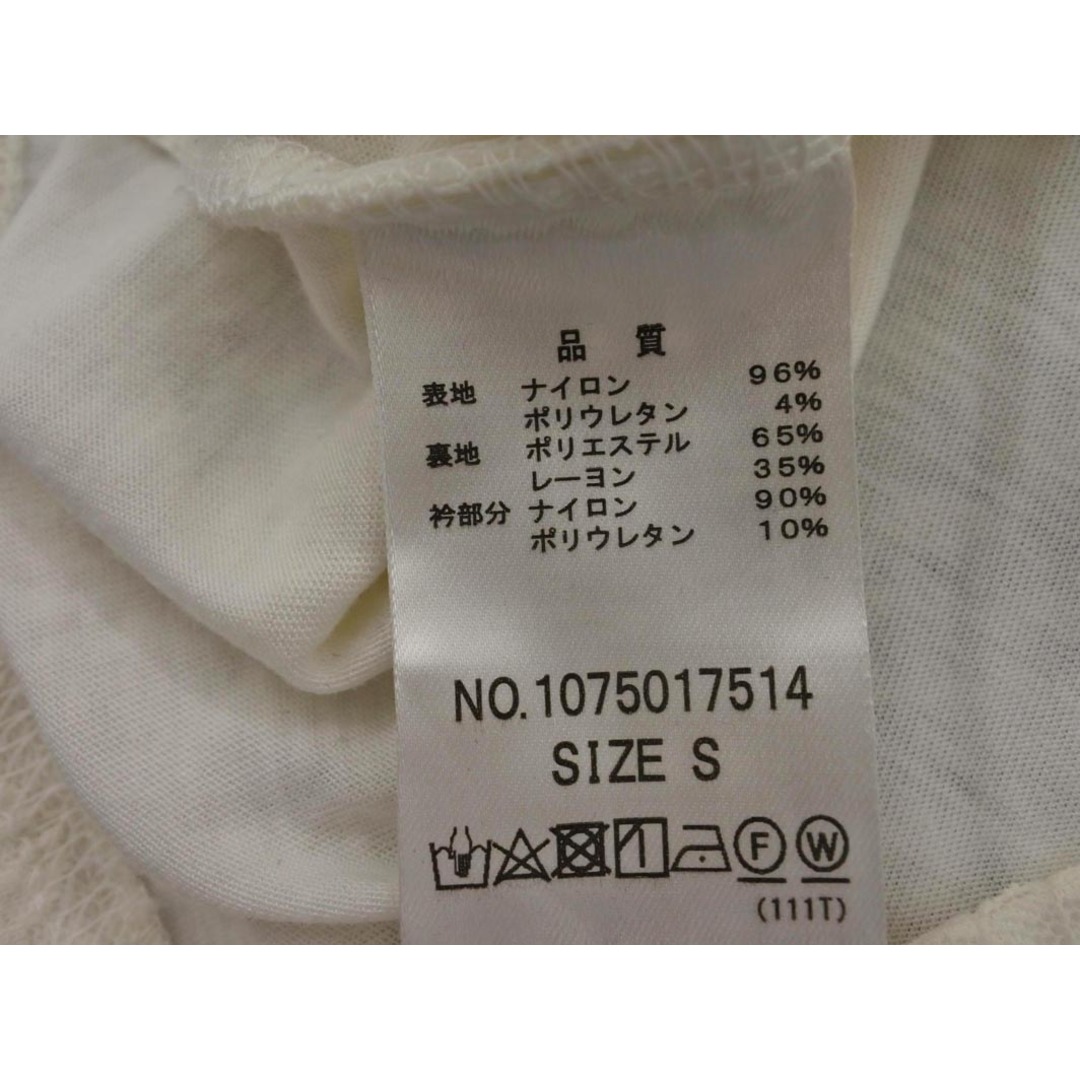 品 質
表地 ナイロン 96%
ポリウレタン 4%
裏地 ポリエステル 65%
レーヨン 35%
衿部分 ナイロン 90%
ポリウレタン 10%
NO.1075017514
SIZE S
F W
(111T)